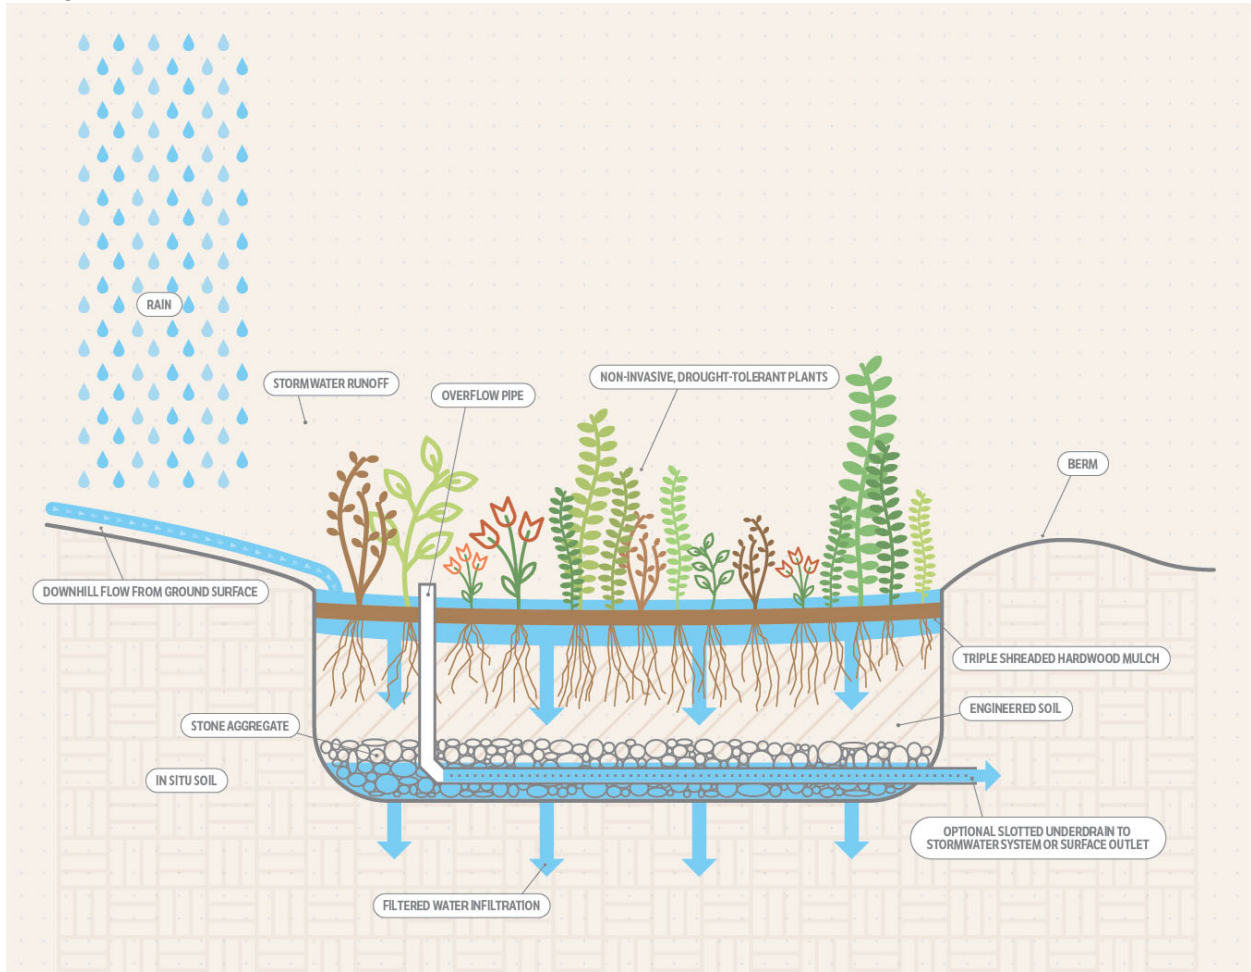 RAIN
STORMWATER RUNOFF
OVERFLOW PIPE
NON-INVASIVE, DROUGHT-TOLERANT PLANTS
BERM
DOWNHILL FLOW FROM GROUND SURFACE
TRIPLE SHREADED HARDWOOD MULCH
ENGINEERED SOIL
STONE AGGREGATE
IN SITU SOIL
OPTIONAL SLOTTED UNDERDRAIN TO
STORMWATER SYSTEM OR SURFACE OUTLET
FILTERED WATER INFILTRATION